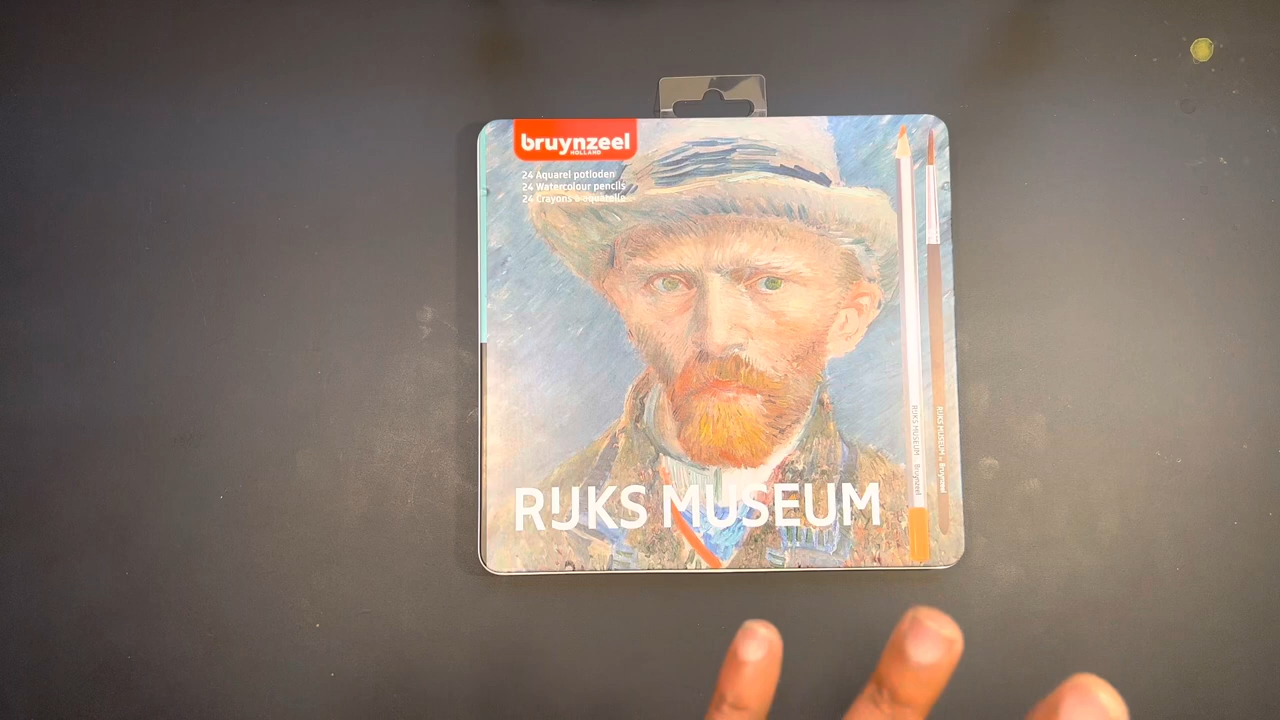 bruynzeel
HOLLAND
24 Aquarel potloden
24 Watercolour pencils
24 Crayons à aquarelle
RIJKS MUSEUM
RIJKS MUSEUM Bruynzeel
RIJKS MUSEUM Bruynzeel